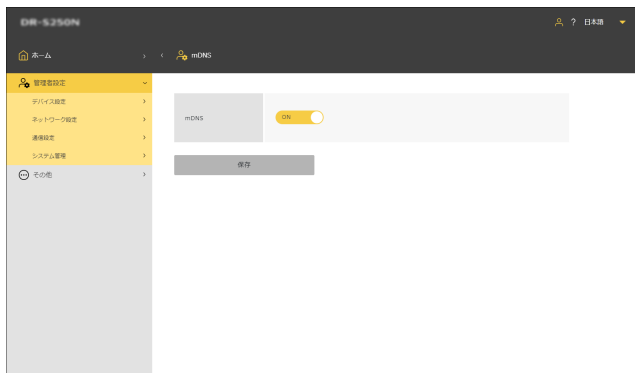 DR-S250N
? 日本語
ホーム
mDNS
管理者設定
デバイス設定
ネットワーク設定
通信設定
システム管理
その他
mDNS ON
保存